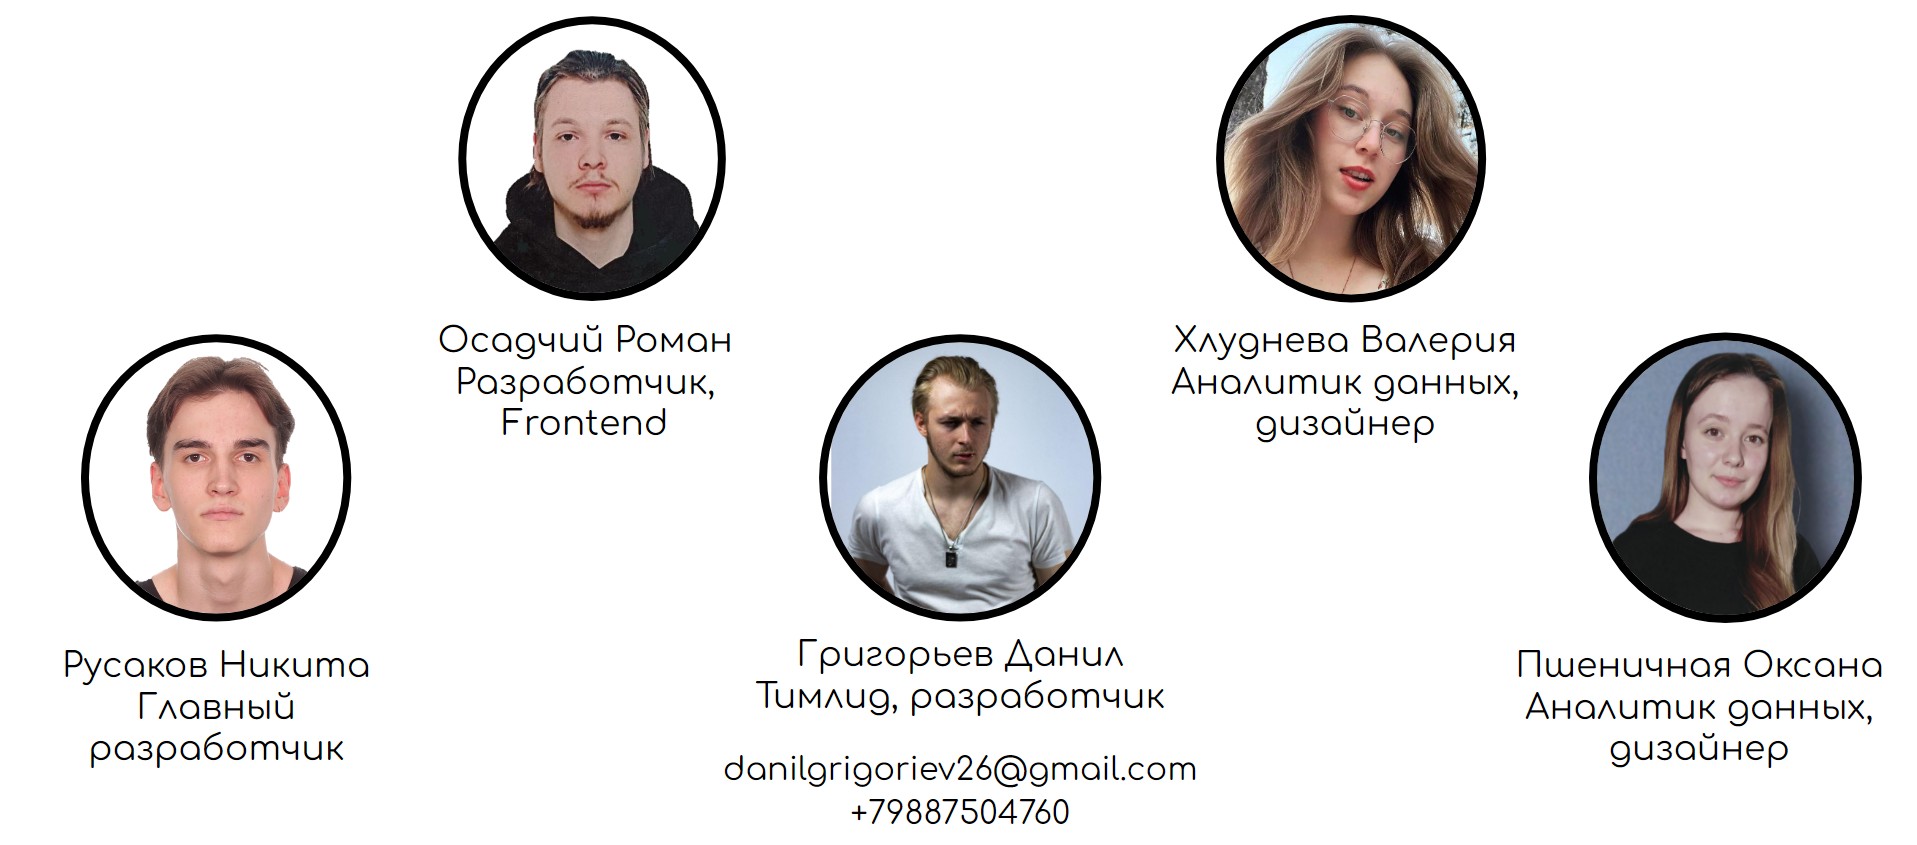 Осадчий Роман
Разработчик,
Frontend
Хлуднева Валерия
Аналитик данных,
дизайнер
Русаков Никита
Главный
разработчик
Григорьев Данил
Тимлид, разработчик
danilgrigoriev26@gmail.com
+79887504760
Пшеничная Оксана
Аналитик данных,
дизайнер